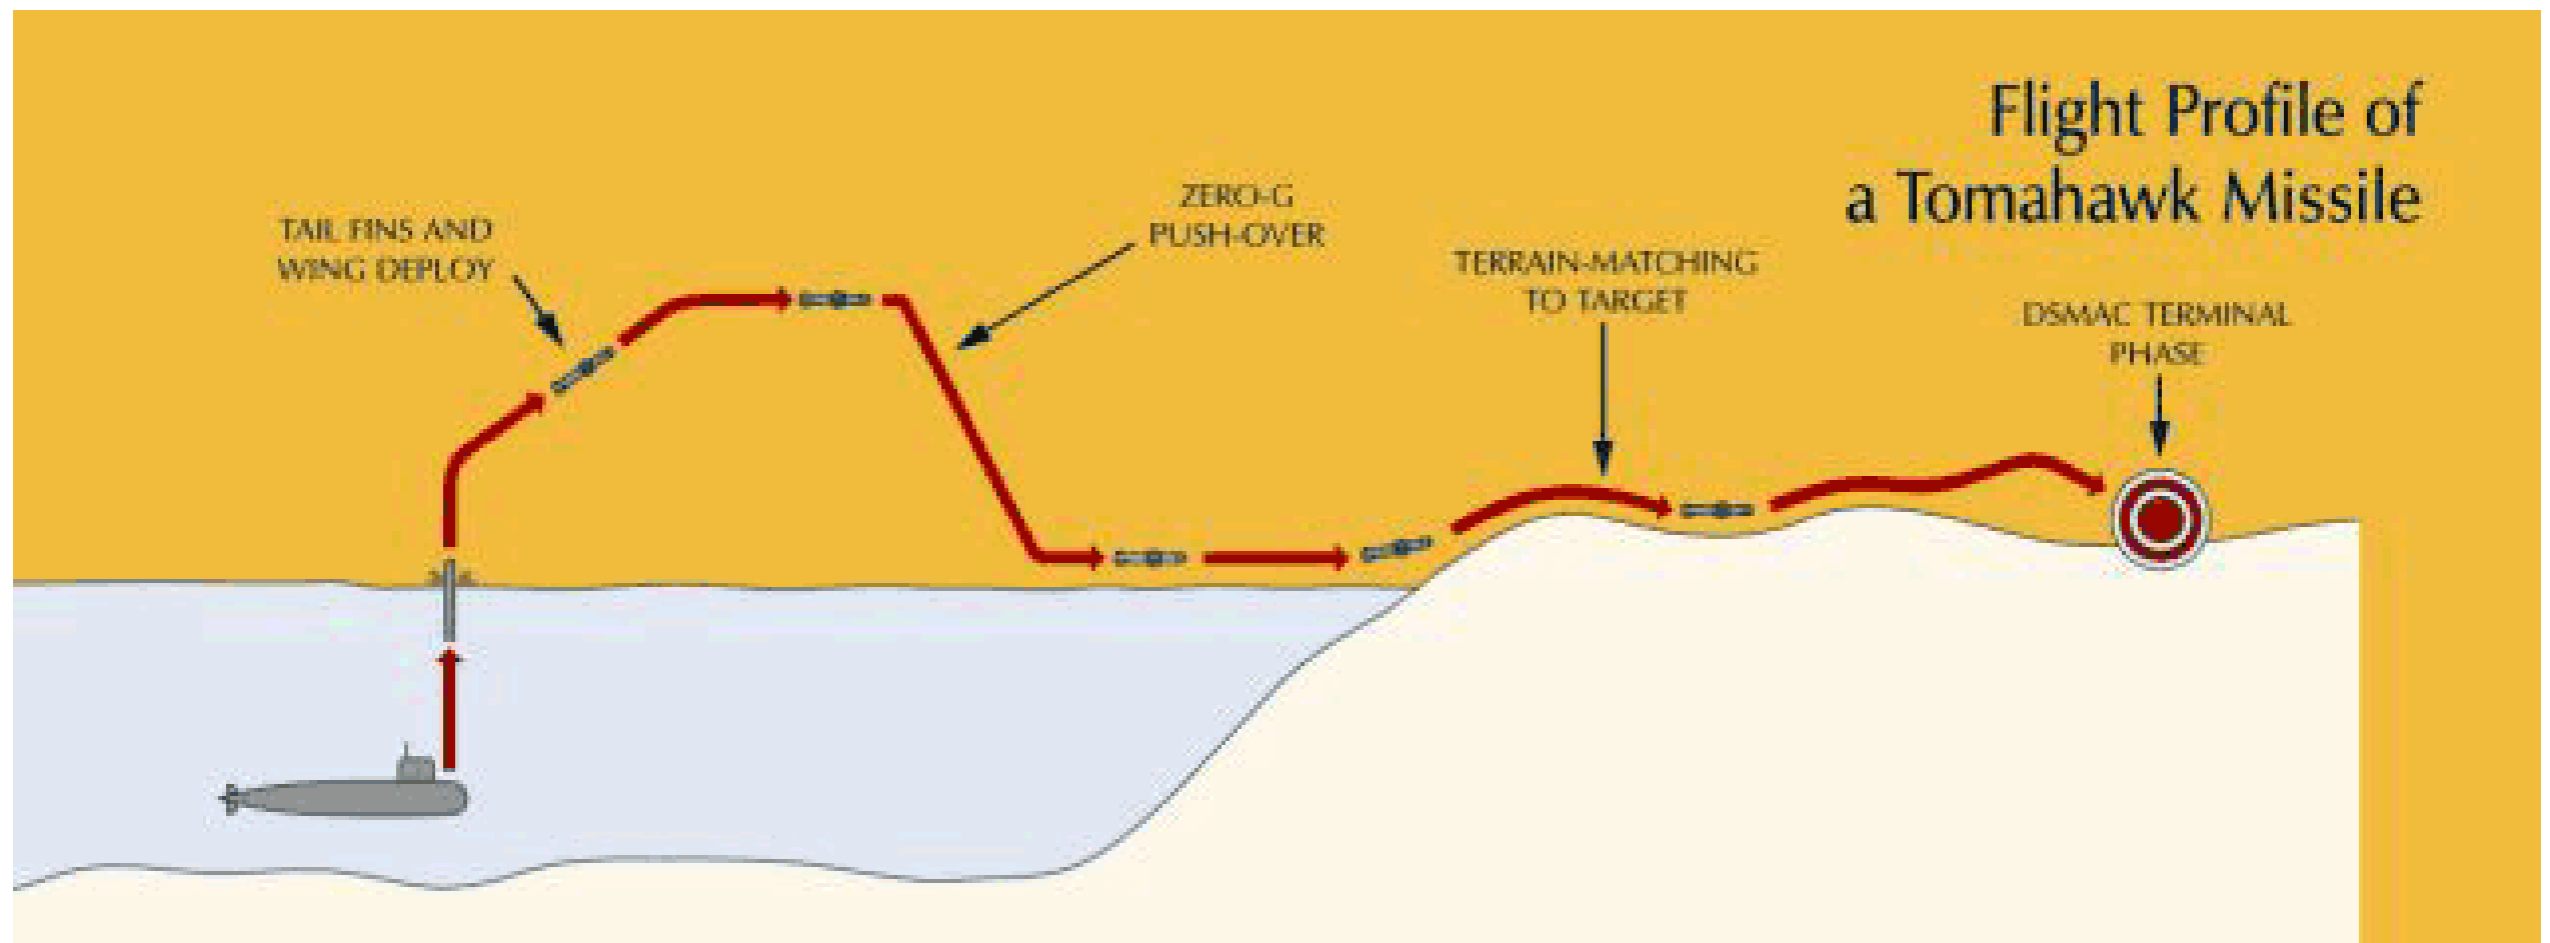 Flight Profile of
a Tomahawk Missile
TAIL FINS AND
WING DEPLOY
ZERO-G
PUSH-OVER
TERRAIN-MATCHING
TO TARGET
DSMAC TERMINAL
PHASE